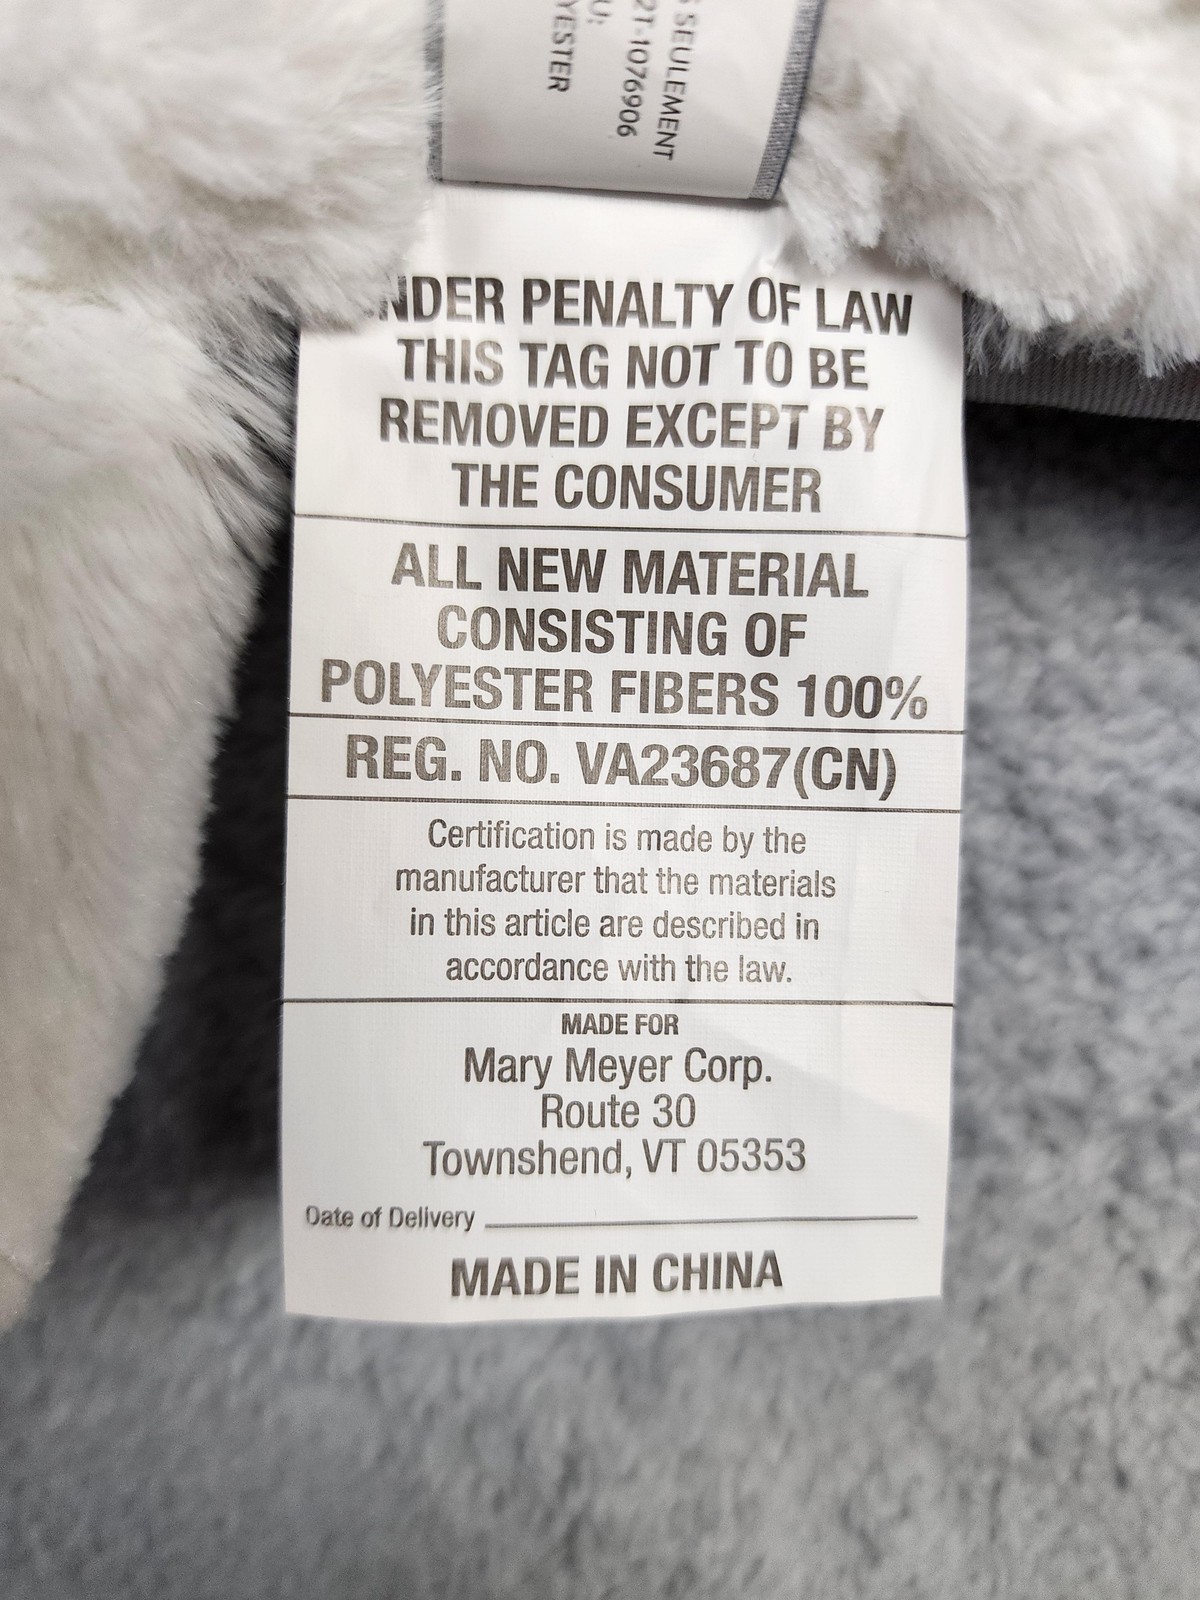 SEULEMENT
2T-1076906
U:
YESTER
NDER PENALTY OF LAW
THIS TAG NOT TO BE
REMOVED EXCEPT BY
THE CONSUMER
ALL NEW MATERIAL
CONSISTING OF
POLYESTER FIBERS 100%
REG. NO. VA23687(CN)
Certification is made by the
manufacturer that the materials
in this article are described in
accordance with the law.
MADE FOR
Mary Meyer Corp.
Route 30
Townshend, VT 05353
Date of Delivery
MADE IN CHINA